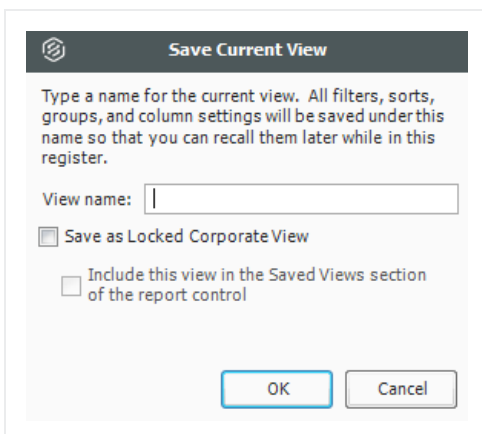 Save Current View
Type a name for the current view. All filters, sorts,
groups, and column settings will be saved under this
name so that you can recall them later while in this
register.
View name:
Save as Locked Corporate View
Include this view in the Saved Views section
of the report control
OK Cancel